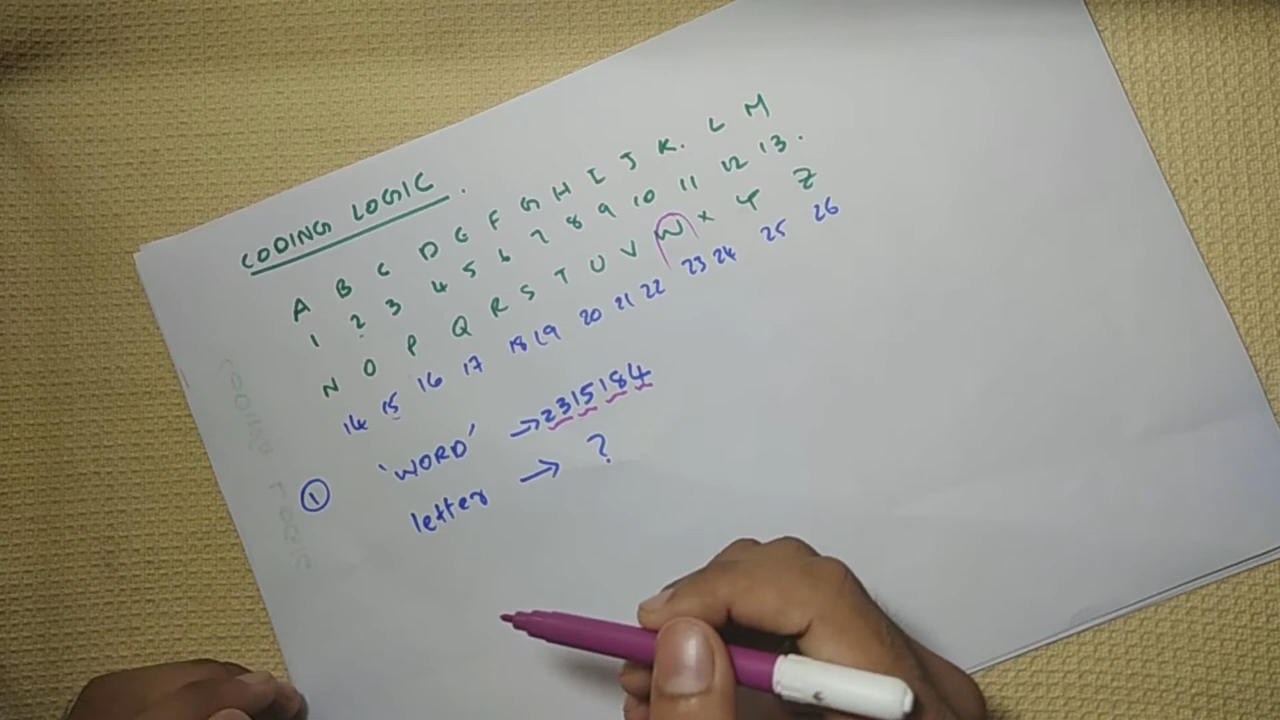 CODING LOGIC .
A B C D E F G H I J K. L M
1 2 3 4 5 6 7 8 9 10 11 12 13.
N O P Q R S T U V W X Y Z
14 15 16 17 18 19 20 21 22 23 24 25 26
① 'WORD' → 2315184
letter → ?